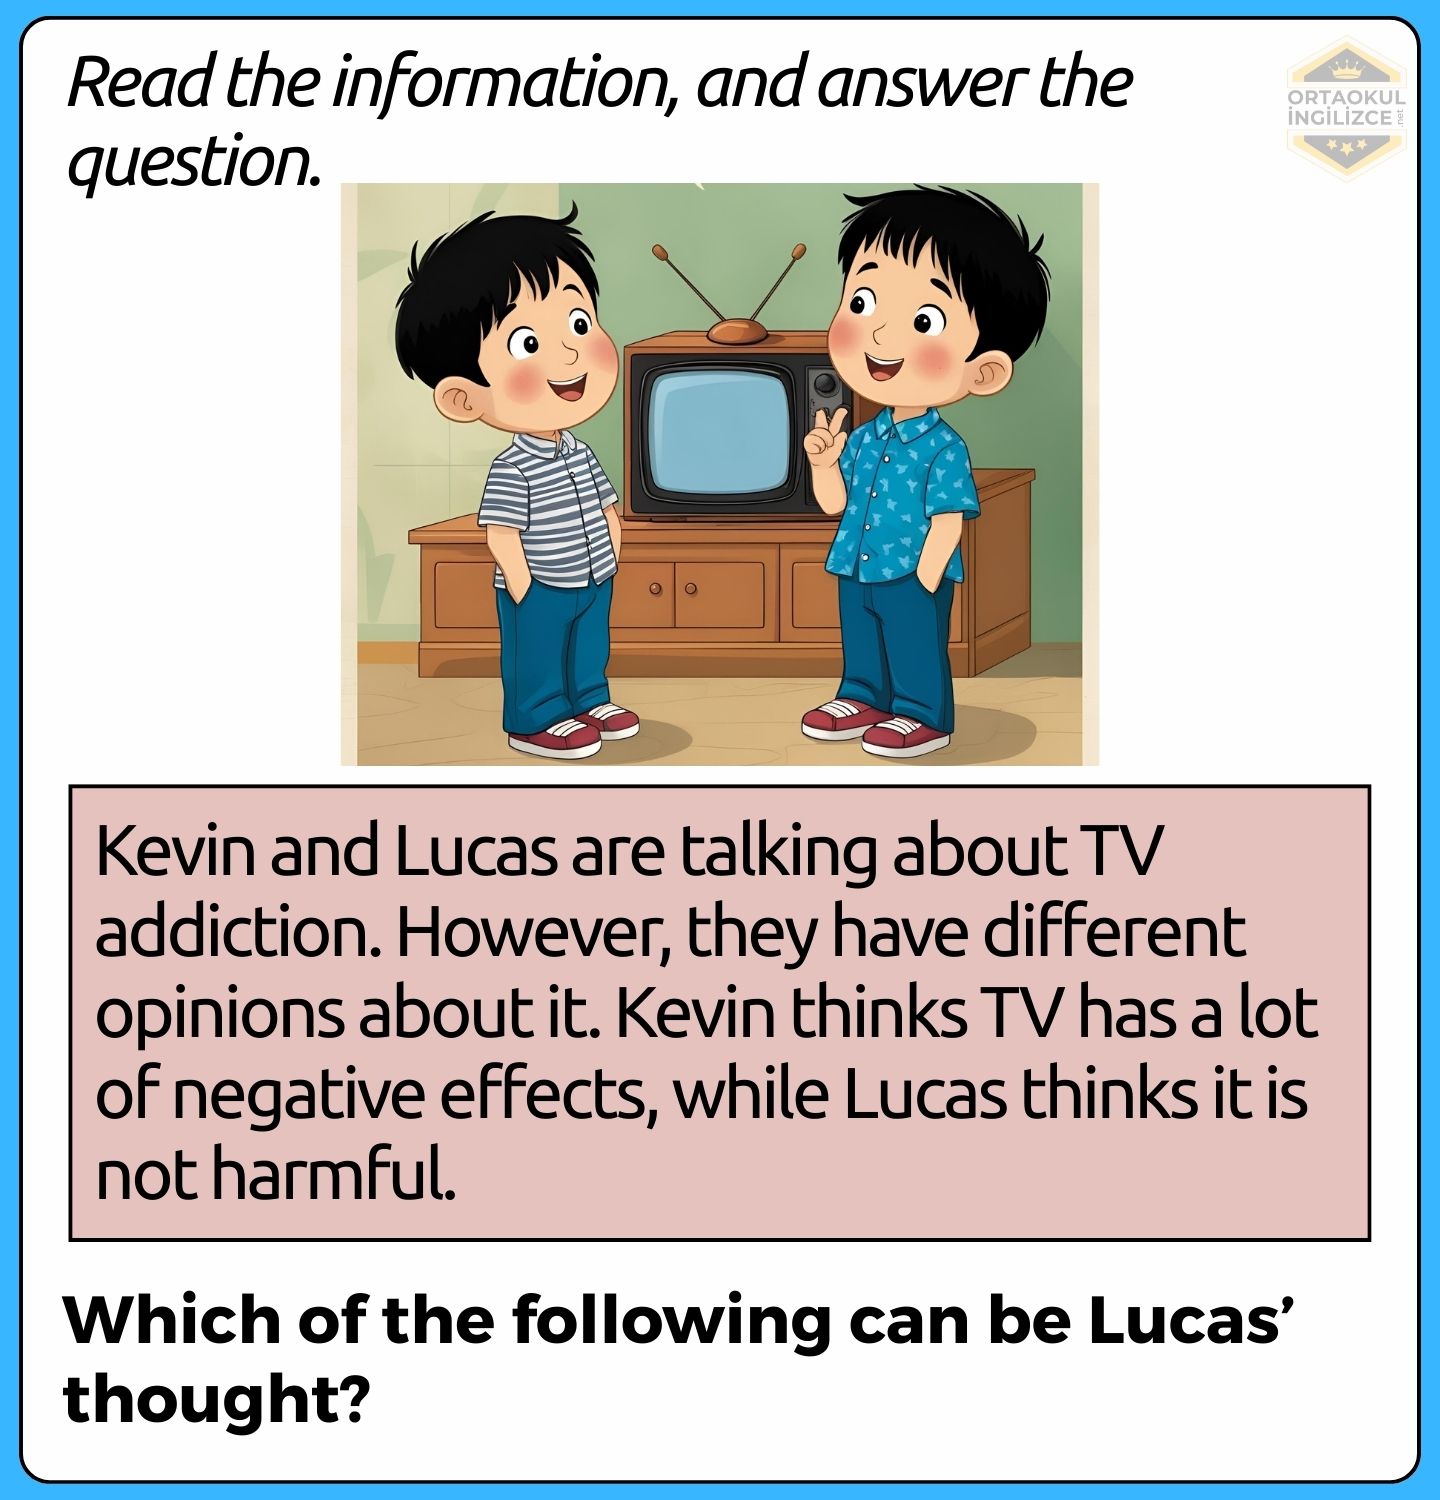 Read the information, and answer the
question.
ORTAOKUL
İNGİLİZCE
.net
Kevin and Lucas are talking about TV
addiction. However, they have different
opinions about it. Kevin thinks TV has a lot
of negative effects, while Lucas thinks it is
not harmful.
Which of the following can be Lucas’
thought?